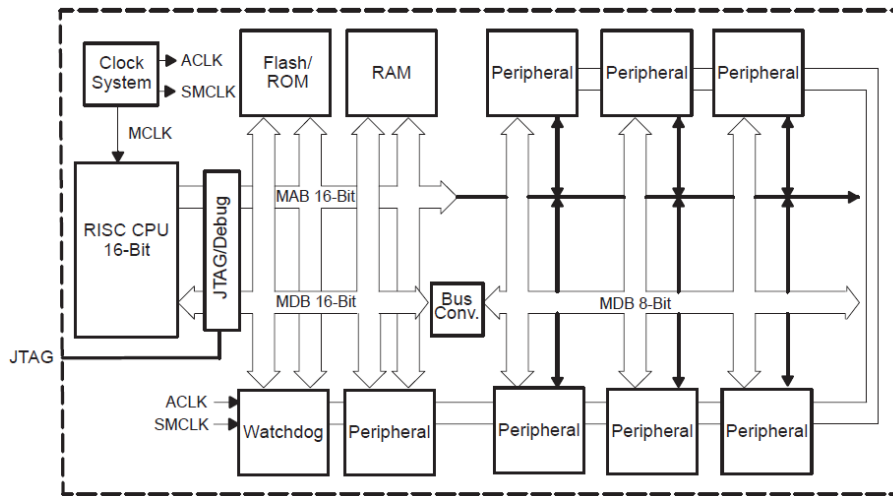 Clock
System
ACLK
SMCLK
MCLK
Flash/
ROM
RAM
Peripheral
Peripheral
Peripheral
RISC CPU
16-Bit
JTAG/Debug
MAB 16-Bit
MDB 16-Bit
Bus
Conv.
MDB 8-Bit
JTAG
ACLK
SMCLK
Watchdog
Peripheral
Peripheral
Peripheral
Peripheral